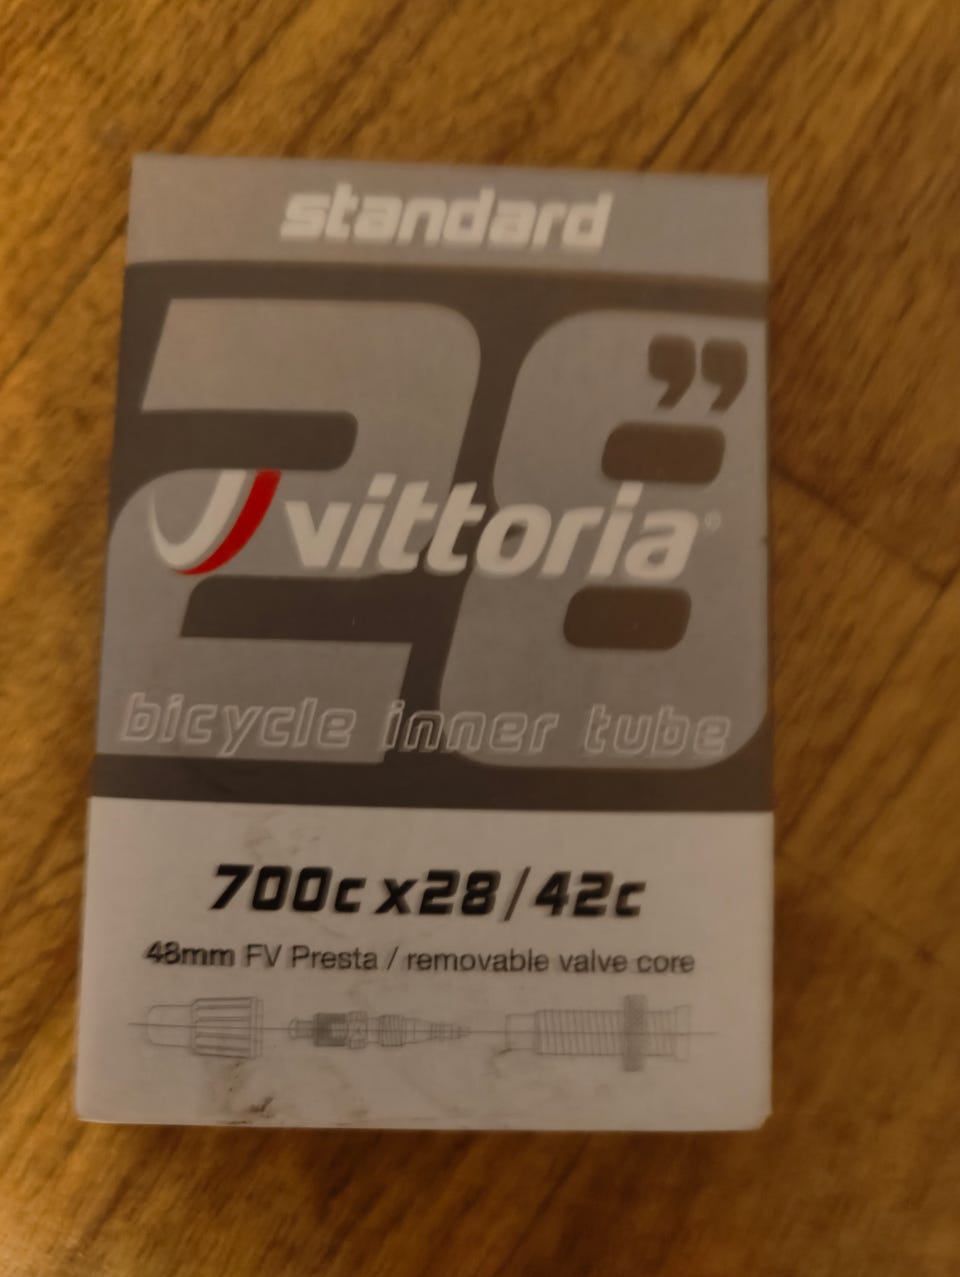 standard
28”
vittoria®
bicycle inner tube
700c x28/42c
48mm FV Presta / removable valve core